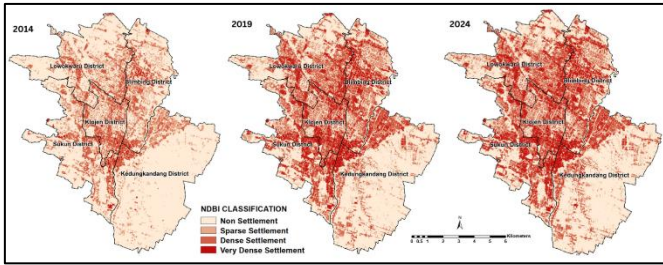 2014
2019
2024
Lowokwaru District
Blimbing District
Klojen District
Sukun District
Kedungkandang District
Lowokwaru District
Blimbing District
Klojen District
Sukun District
Kedungkandang District
Lowokwaru District
Blimbing District
Klojen District
Sukun District
Kedungkandang District
NDBI CLASSIFICATION
Non Settlement
Sparse Settlement
Dense Settlement
Very Dense Settlement
N
0 0.5 1 2 3 4 5 6
Kilometers